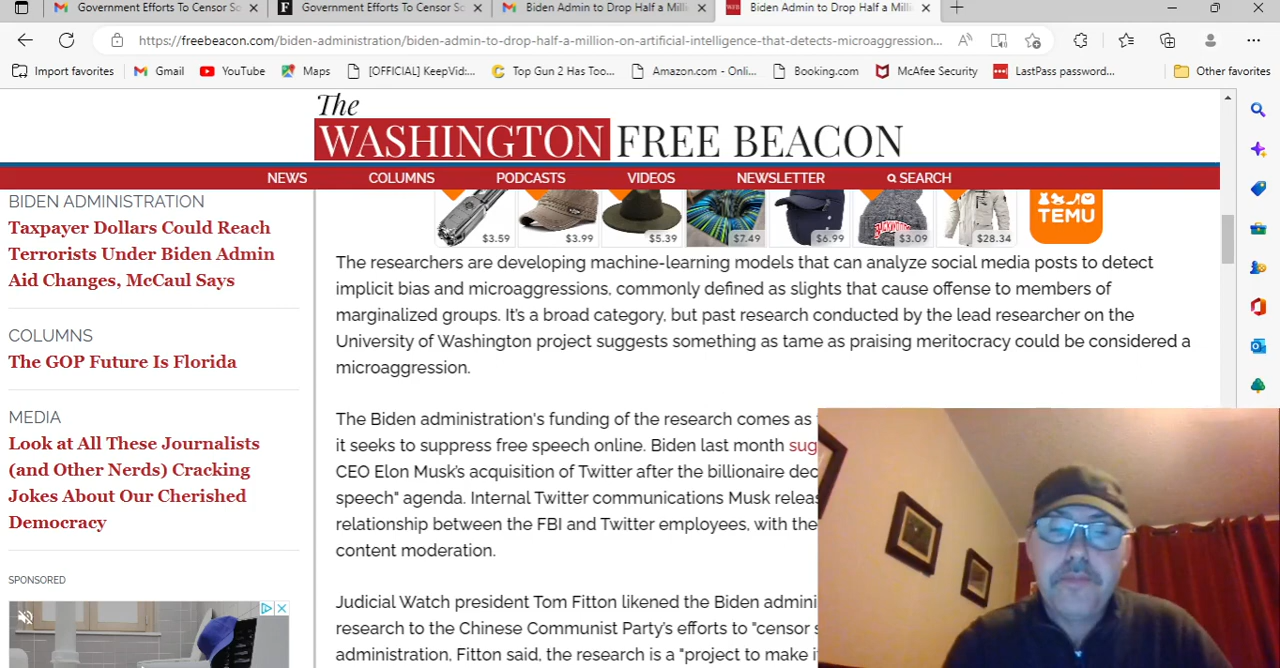 Government Efforts To Censor So
Government Efforts To Censor Sc
Biden Admin to Drop Half a Milli
Biden Admin to Drop Half a Milli
https://freebeacon.com/biden-administration/biden-admin-to-drop-half-a-million-on-artificial-intelligence-that-detects-microaggression...
Import favorites
Gmail
YouTube
Maps
[OFFICIAL] KeepVid:...
Top Gun 2 Has Too...
Amazon.com - Onli...
Booking.com
McAfee Security
LastPass password...
Other favorites
The
WASHINGTON FREE BEACON
NEWS COLUMNS PODCASTS VIDEOS NEWSLETTER SEARCH
BIDEN ADMINISTRATION
Taxpayer Dollars Could Reach
Terrorists Under Biden Admin
Aid Changes, McCaul Says
COLUMNS
The GOP Future Is Florida
MEDIA
Look at All These Journalists
(and Other Nerds) Cracking
Jokes About Our Cherished
Democracy
SPONSORED
$3.59
$3.99
$5.39
$7.49
$6.99
$3.09
$28.34
TEMU
The researchers are developing machine-learning models that can analyze social media posts to detect
implicit bias and microaggressions, commonly defined as slights that cause offense to members of
marginalized groups. It's a broad category, but past research conducted by the lead researcher on the
University of Washington project suggests something as tame as praising meritocracy could be considered a
microaggression.
The Biden administration's funding of the research comes as
it seeks to suppress free speech online. Biden last month sug
CEO Elon Musk's acquisition of Twitter after the billionaire dec
speech" agenda. Internal Twitter communications Musk relea
relationship between the FBI and Twitter employees, with the
content moderation.
Judicial Watch president Tom Fitton likened the Biden admini
research to the Chinese Communist Party's efforts to "censor s
administration, Fitton said, the research is a "project to make i